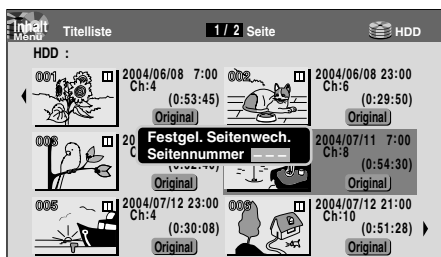 Inhalt
Menü
Titelliste
1 / 2 Seite
HDD
HDD :
001
2004/06/08 7:00
Ch:4
(0:53:45)
Original
002
2004/06/08 23:00
Ch:6
(0:29:50)
Original
003
20
Original
Festgel. Seitenwech.
Seitennummer _ _ _
2004/07/11 7:00
Ch:8
(0:54:30)
Original
005
2004/07/12 23:00
Ch:4
(0:30:08)
Original
006
2004/07/12 21:00
Ch:10
(0:51:28)
Original